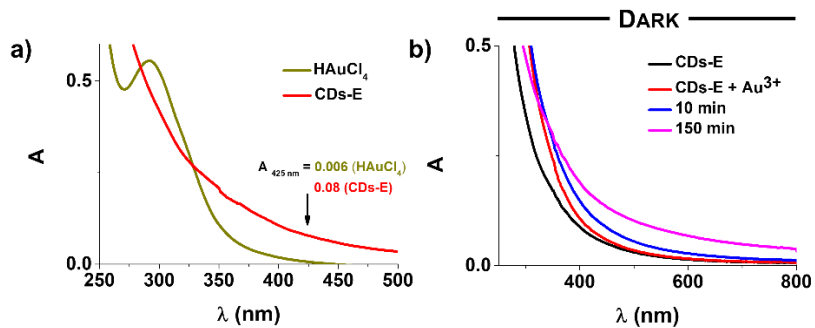 DARK
a)
HAuCl4
CDs-E
A 425 nm = 0.006 (HAuCl4)
0.08 (CDs-E)
A
0.5
0.0
250 300 350 400 450 500
λ (nm)
b)
CDs-E
CDs-E + Au3+
10 min
150 min
A
0.5
0.0
400 600 800
λ (nm)